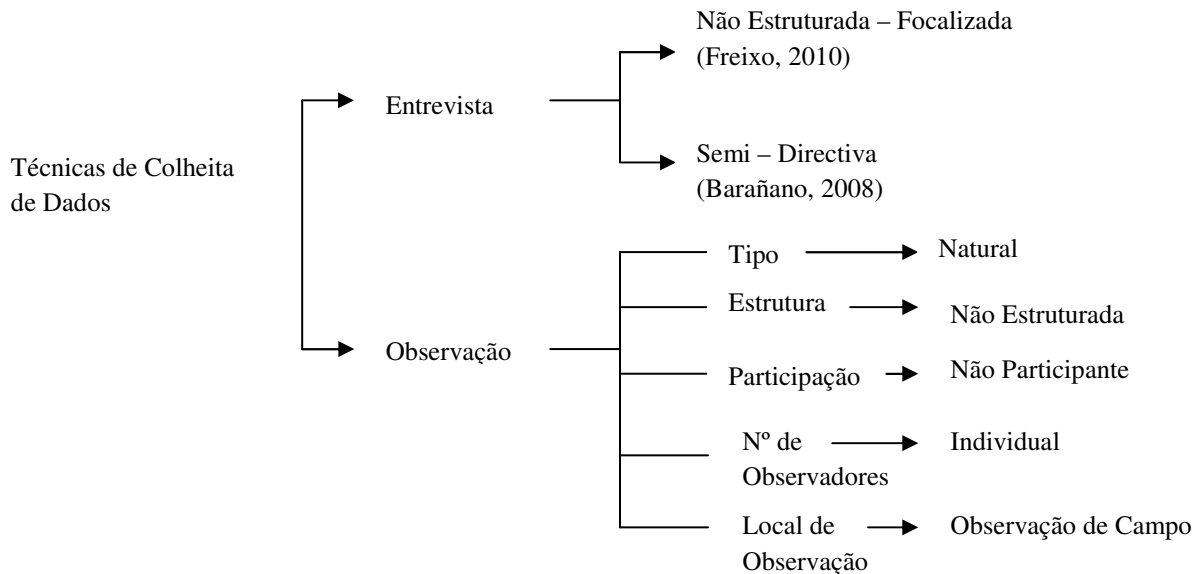 Técnicas de Colheita
de Dados
Entrevista
Não Estruturada – Focalizada
(Freixo, 2010)
Semi – Directiva
(Barañano, 2008)
Observação
Tipo
Natural
Estrutura
Não Estruturada
Participação
Não Participante
Nº de
Observadores
Individual
Local de
Observação
Observação de Campo